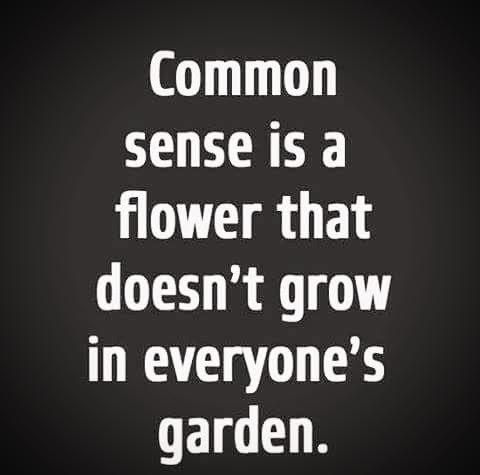 Common
sense is a
flower that
doesn't grow
in everyone's
garden.